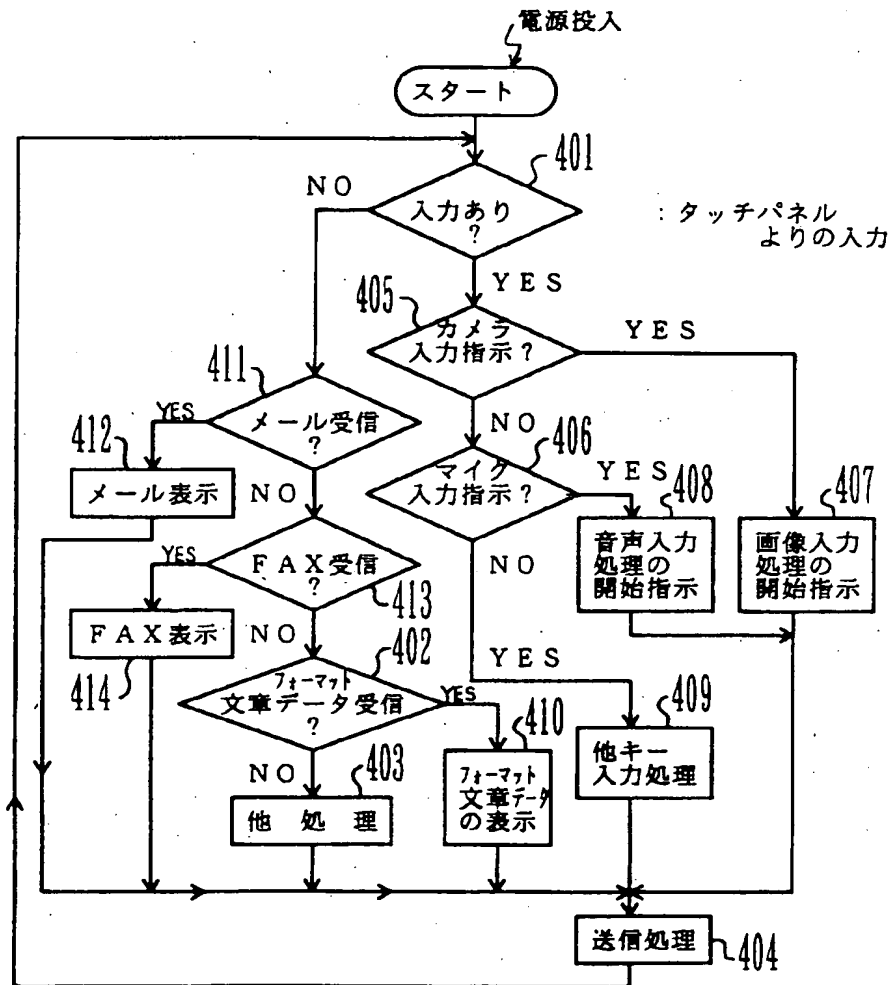 電源投入
スタート
401
NO
入力あり
?
:タッチパネル
よりの入力
YES
405
カメラ
入力指示?
YES
411
メール受信
?
YES
NO
406
マイク
入力指示?
YES
412
メール表示
NO
408
音声入力
処理の
開始指示
407
画像入力
処理の
開始指示
YES
FAX受信
?
413
NO
FAX表示
414
NO
402
フォーマット
文章データ受信
?
YES
YES
409
他キー
入力処理
410
フォーマット
文章データ
の表示
NO
403
他処理
送信処理
404